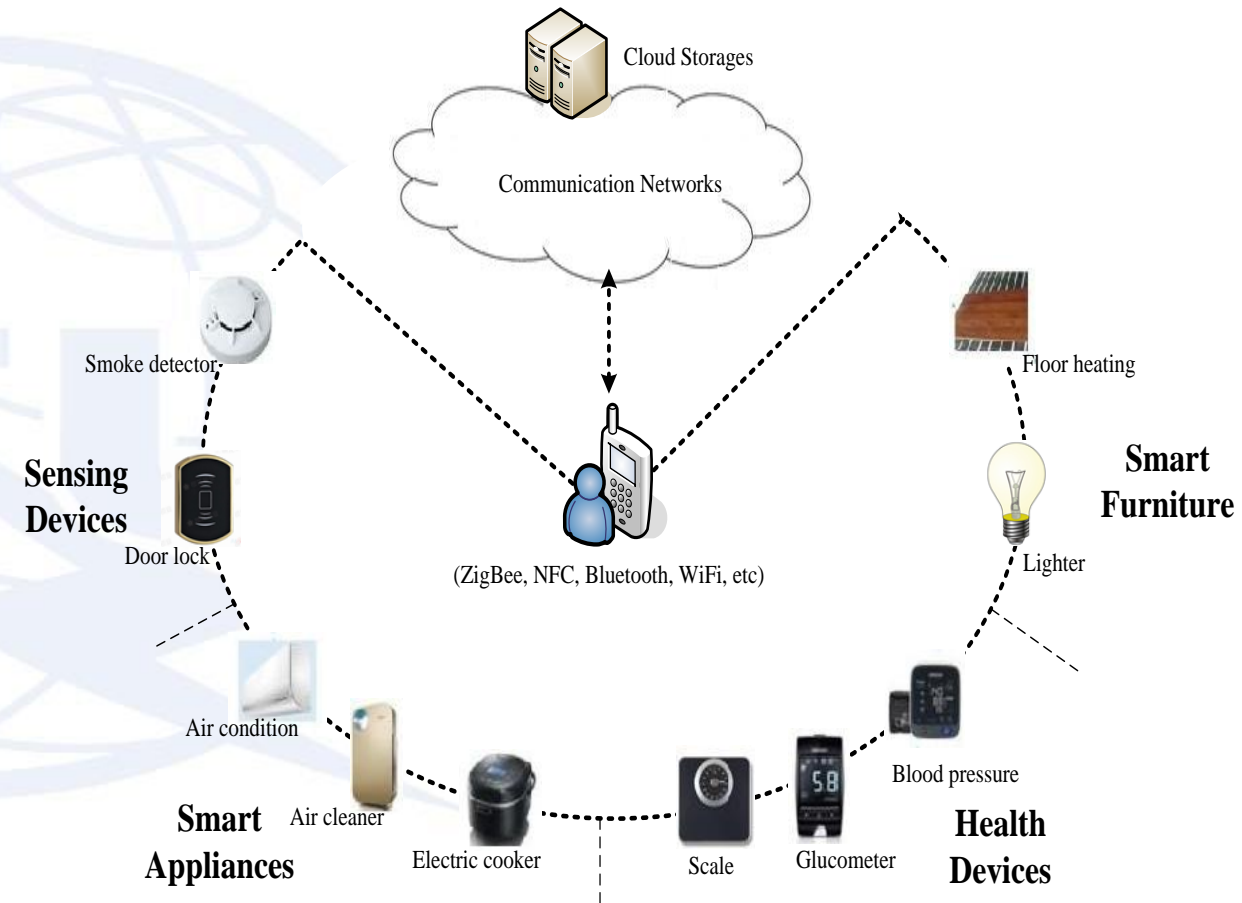 Cloud Storages
Communication Networks
Smoke detector
Floor heating
Sensing
Devices
Smart
Furniture
Door lock
Lighter
(ZigBee, NFC, Bluetooth, WiFi, etc)
Air condition
Blood pressure
58
Smart
Appliances
Air cleaner
Electric cooker
Scale
Glucometer
Health
Devices